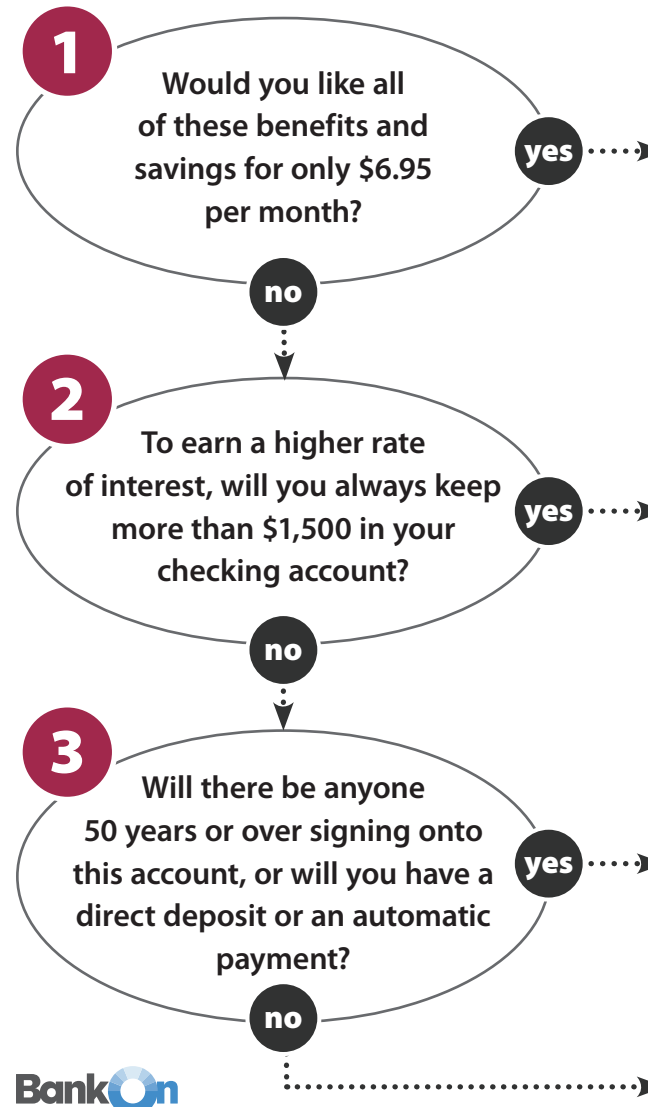 1
Would you like all
of these benefits and
savings for only $6.95
per month?
yes
no
2
To earn a higher rate
of interest, will you always keep
more than $1,500 in your
checking account?
yes
no
3
Will there be anyone
50 years or over signing onto
this account, or will you have a
direct deposit or an automatic
payment?
yes
no
BankOn